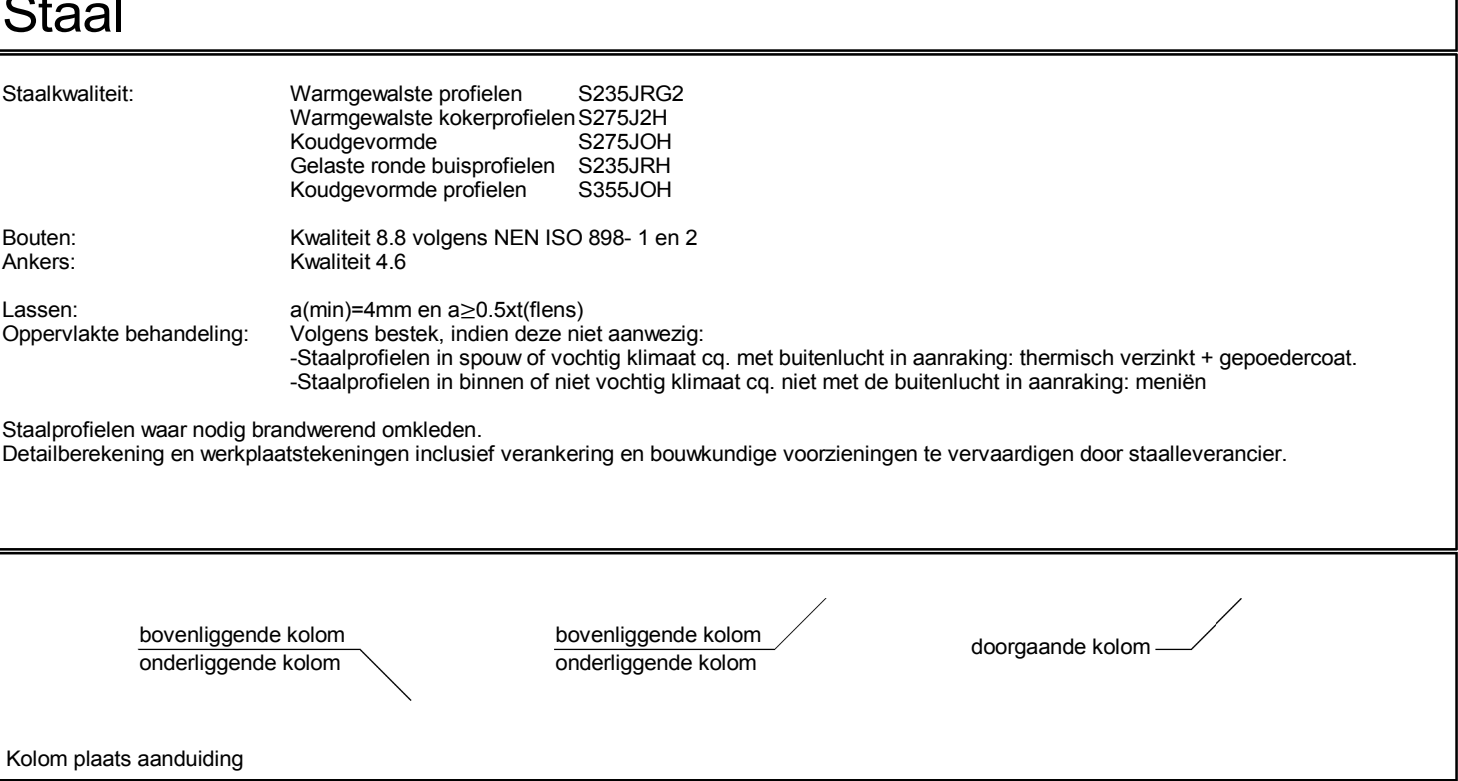 Staal
Staalkwaliteit: Warmgewalste profielen S235JRG2
Warmgewalste kokerprofielen S275J2H
Koudgevormde S275JOH
Gelaste ronde buisprofielen S235JRH
Koudgevormde profielen S355JOH
Bouten: Kwaliteit 8.8 volgens NEN ISO 898- 1 en 2
Ankers: Kwaliteit 4.6
Lassen: a(min)=4mm en a≥0.5xt(flens)
Oppervlakte behandeling: Volgens bestek, indien deze niet aanwezig:
-Staalprofielen in spouw of vochtig klimaat cq. met buitenlucht in aanraking: thermisch verzinkt + gepoedercoat.
-Staalprofielen in binnen of niet vochtig klimaat cq. niet met de buitenlucht in aanraking: meniën
Staalprofielen waar nodig brandwerend omkleden.
Detailberekening en werkplaatstekeningen inclusief verankering en bouwkundige voorzieningen te vervaardigen door staalleverancier.
bovenliggende kolom
onderliggende kolom
bovenliggende kolom
onderliggende kolom
doorgaande kolom
Kolom plaats aanduiding